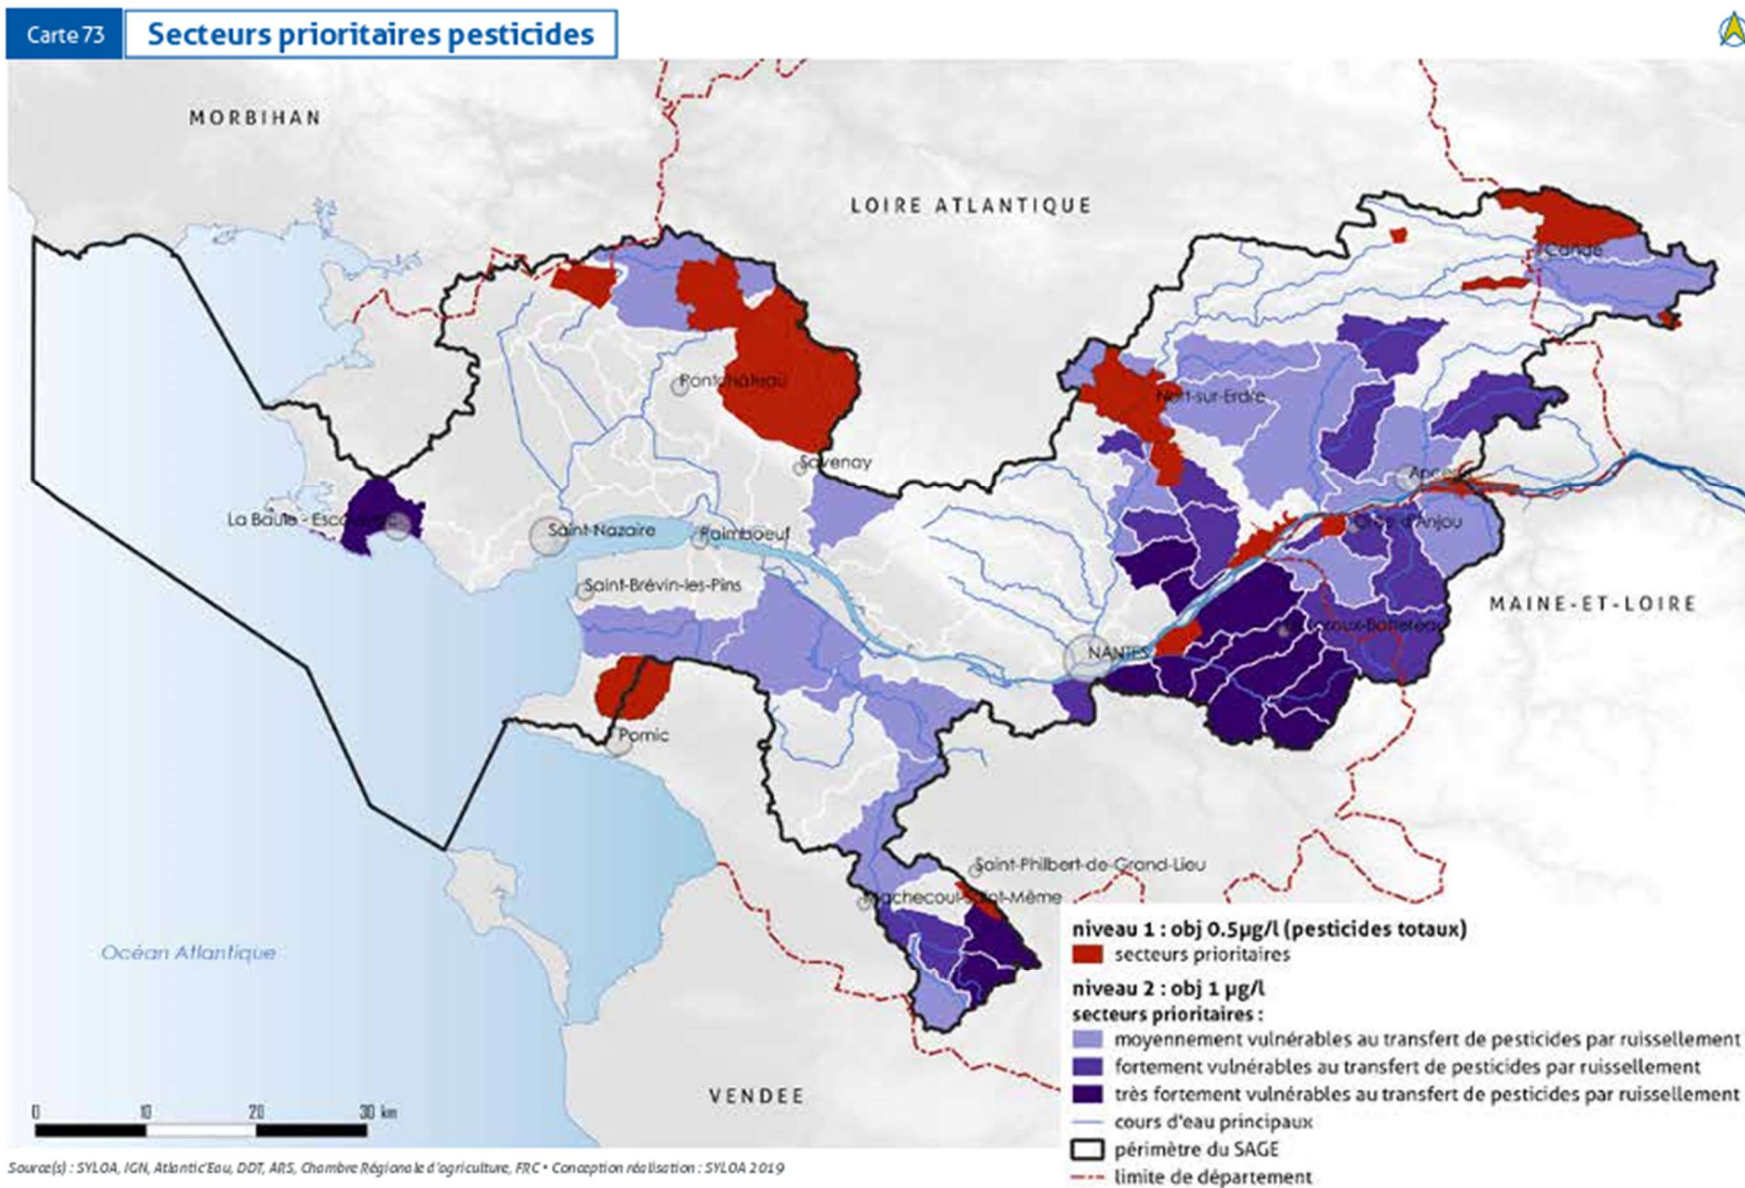 Carte 73
Secteurs prioritaires pesticides
MORBIHAN
LOIRE ATLANTIQUE
Candé
Pontchâteau
Nort-sur-Erdre
Savenay
La Baule - Escoublac
Saint-Nazaire
Paimboeuf
d'Anjou
Saint-Brévin-les-Pins
MAINE-ET-LOIRE
NANTES
Pornic
Saint-Philbert-de-Grand-Lieu
Machecoul-Saint-Même
Océan Atlantique
VENDEE
niveau 1 : obj 0.5µg/l (pesticides totaux)
secteurs prioritaires
niveau 2 : obj 1 µg/l
secteurs prioritaires :
moyennement vulnérables au transfert de pesticides par ruissellement
fortement vulnérables au transfert de pesticides par ruissellement
très fortement vulnérables au transfert de pesticides par ruissellement
cours d'eau principaux
périmètre du SAGE
limite de département
0 10 20 30 km
Source(s) : SYLOA, IGN, Atlantic'Eau, DDT, ARS, Chambre Régionale d'agriculture, FRC • Conception réalisation : SYLOA 2019